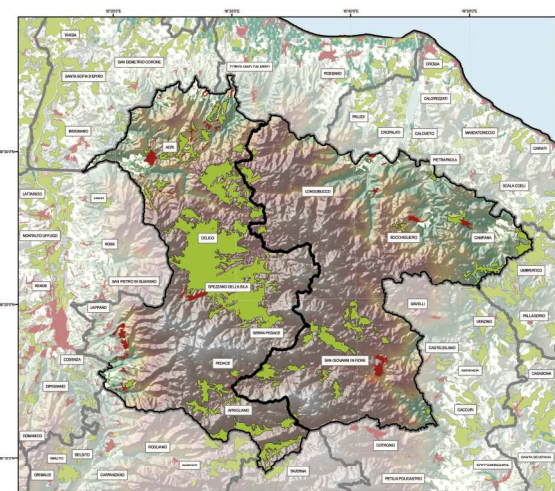 TARSIA
SAN DEMETRIO CORONE
ROSSANO
CROSIA
SANTA SOFIA D'EPIRO
CALOPEZZATI
PALUDI
BISIGNANO
CROPALATI
CALOVETO
MANDATORICCIO
ACRI
CARIATI
PIETRAPAOLA
SCALA COELI
LATTARICO
LONGOBUCCO
MONTALTO UFFUGO
ROSE
CELICO
BOCCHIGLIERO
CAMPANA
UMBRIATICO
SAN PIETRO IN GUARANO
RENDE
SPEZZANO DELLA SILA
SAVELLI
LAPPANO
VERZINO
PALLAGORIO
SERRA PEDACE
CASTELSILANO
COSENZA
PEDACE
SAN GIOVANNI IN FIORE
CASABONA
DIPIGNANO
APRIGLIANO
CACCURI
DOMANICO
ROGLIANO
COTRONEI
BELSITO
SANTA SEVERINA
GRIMALDI
CARPANZANO
TAVERNA
PETILIA POLICASTRO